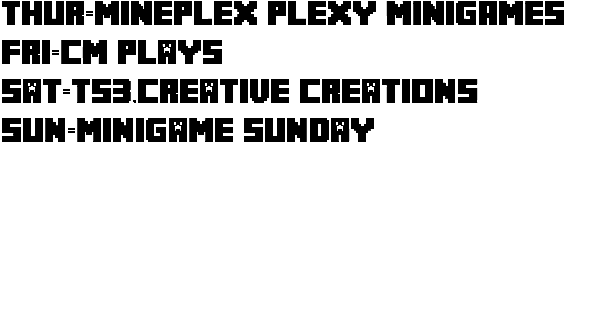 THUR=MINEPLEX PLEXY MINIGAMES
FRI=CM PLAYS
SAT=TS3,CREATIVE CREATIONS
SUN=MINIGAME SUNDAY